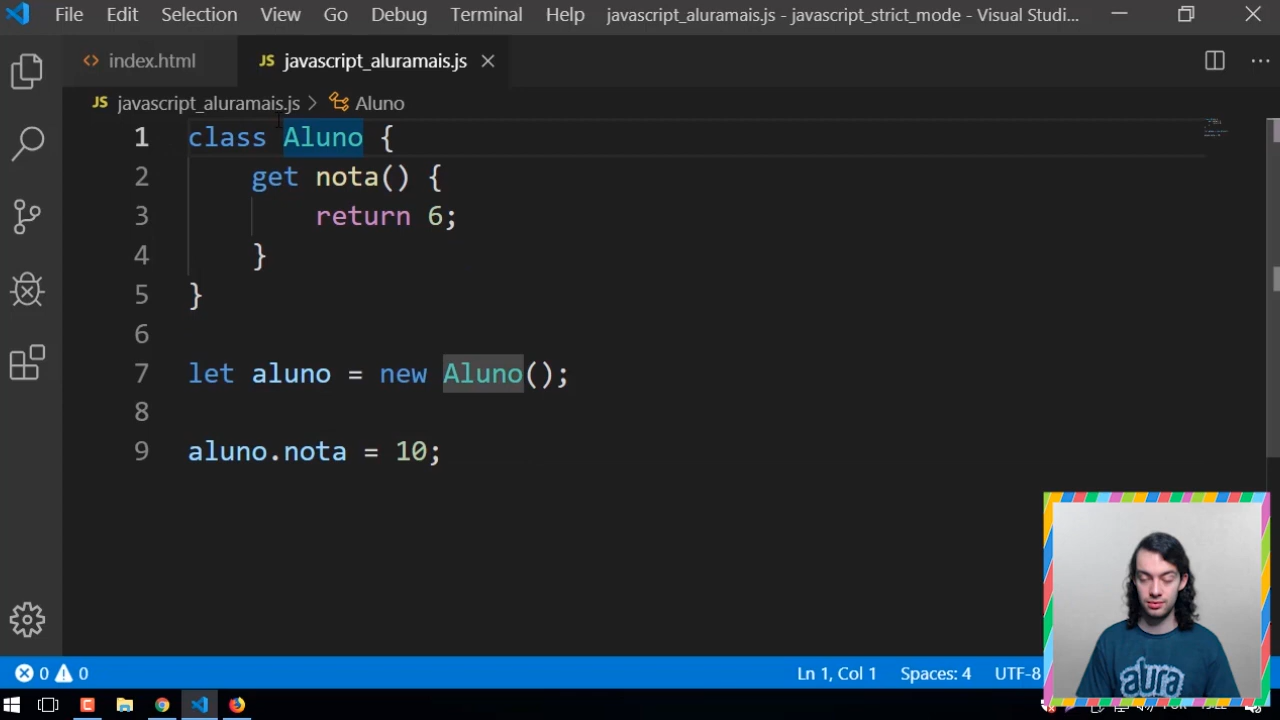 File Edit Selection View Go Debug Terminal Help javascript_aluramais.js - javascript_strict_mode - Visual Studi...
<> index.html JS javascript_aluramais.js
JS javascript_aluramais.js > Aluno
1 class Aluno {
2 get nota() {
3 return 6;
4 }
5 }
6
7 let aluno = new Aluno();
8
9 aluno.nota = 10;
alura
0 0 Ln 1, Col 1 Spaces: 4 UTF-8